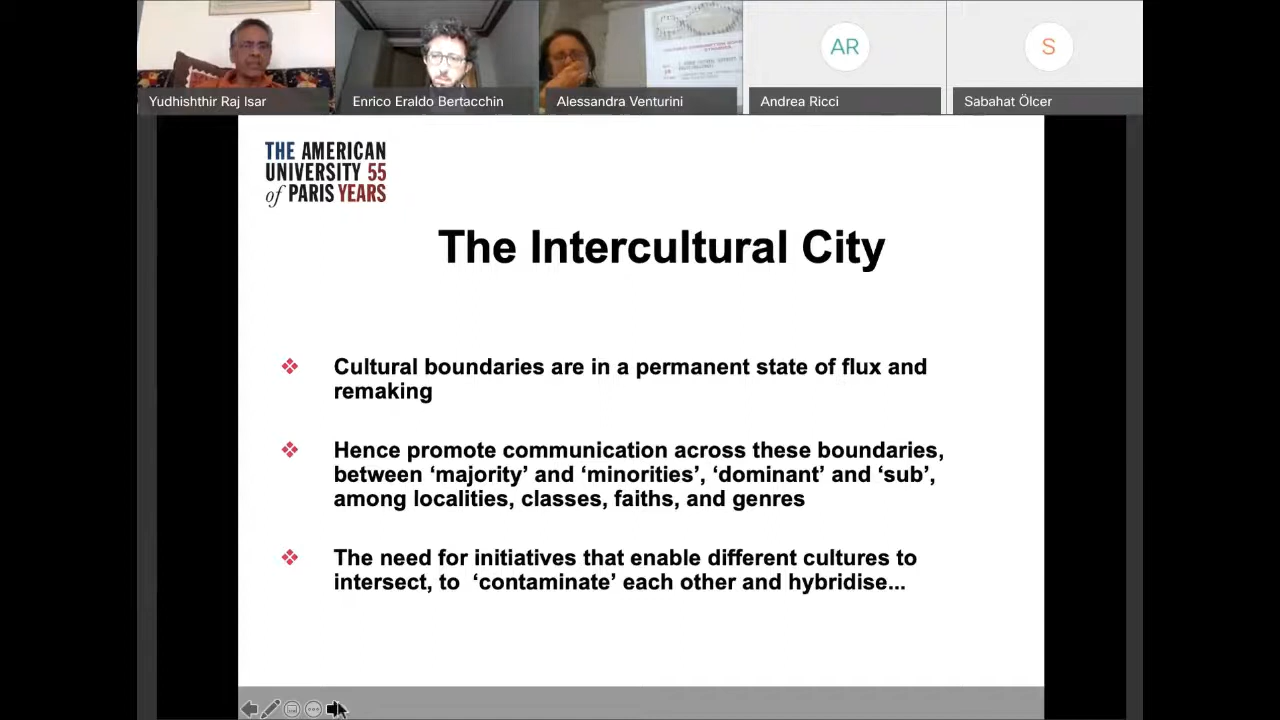 Yudhishthir Raj Isar
Enrico Eraldo Bertacchin
Alessandra Venturini
AR
Andrea Ricci
S
Sabahat Ölcer
THE AMERICAN
UNIVERSITY 55
of PARIS YEARS
The Intercultural City
Cultural boundaries are in a permanent state of flux and
remaking
Hence promote communication across these boundaries,
between ‘majority’ and ‘minorities’, ‘dominant’ and ‘sub’,
among localities, classes, faiths, and genres
The need for initiatives that enable different cultures to
intersect, to ‘contaminate’ each other and hybridise...